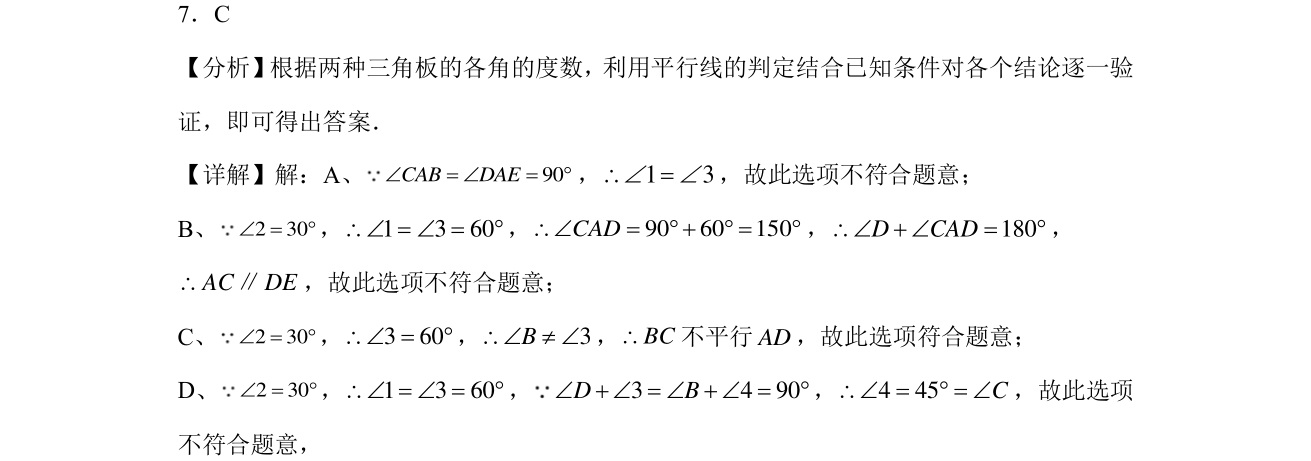 7．C
【分析】根据两种三角板的各角的度数，利用平行线的判定结合已知条件对各个结论逐一验
证，即可得出答案．
【详解】解：A、∵∠CAB=∠DAE=90°，∴∠1=∠3，故此选项不符合题意；
B、∵∠2=30°，∴∠1=∠3=60°，∴∠CAD=90°+60°=150°，∴∠D+∠CAD=180°，
∴AC∥DE，故此选项不符合题意；
C、∵∠2=30°，∴∠3=60°，∴∠B≠∠3，∴BC不平行AD，故此选项符合题意；
D、∵∠2=30°，∴∠1=∠3=60°，∵∠D+∠3=∠B+∠4=90°，∴∠4=45°=∠C，故此选项
不符合题意，